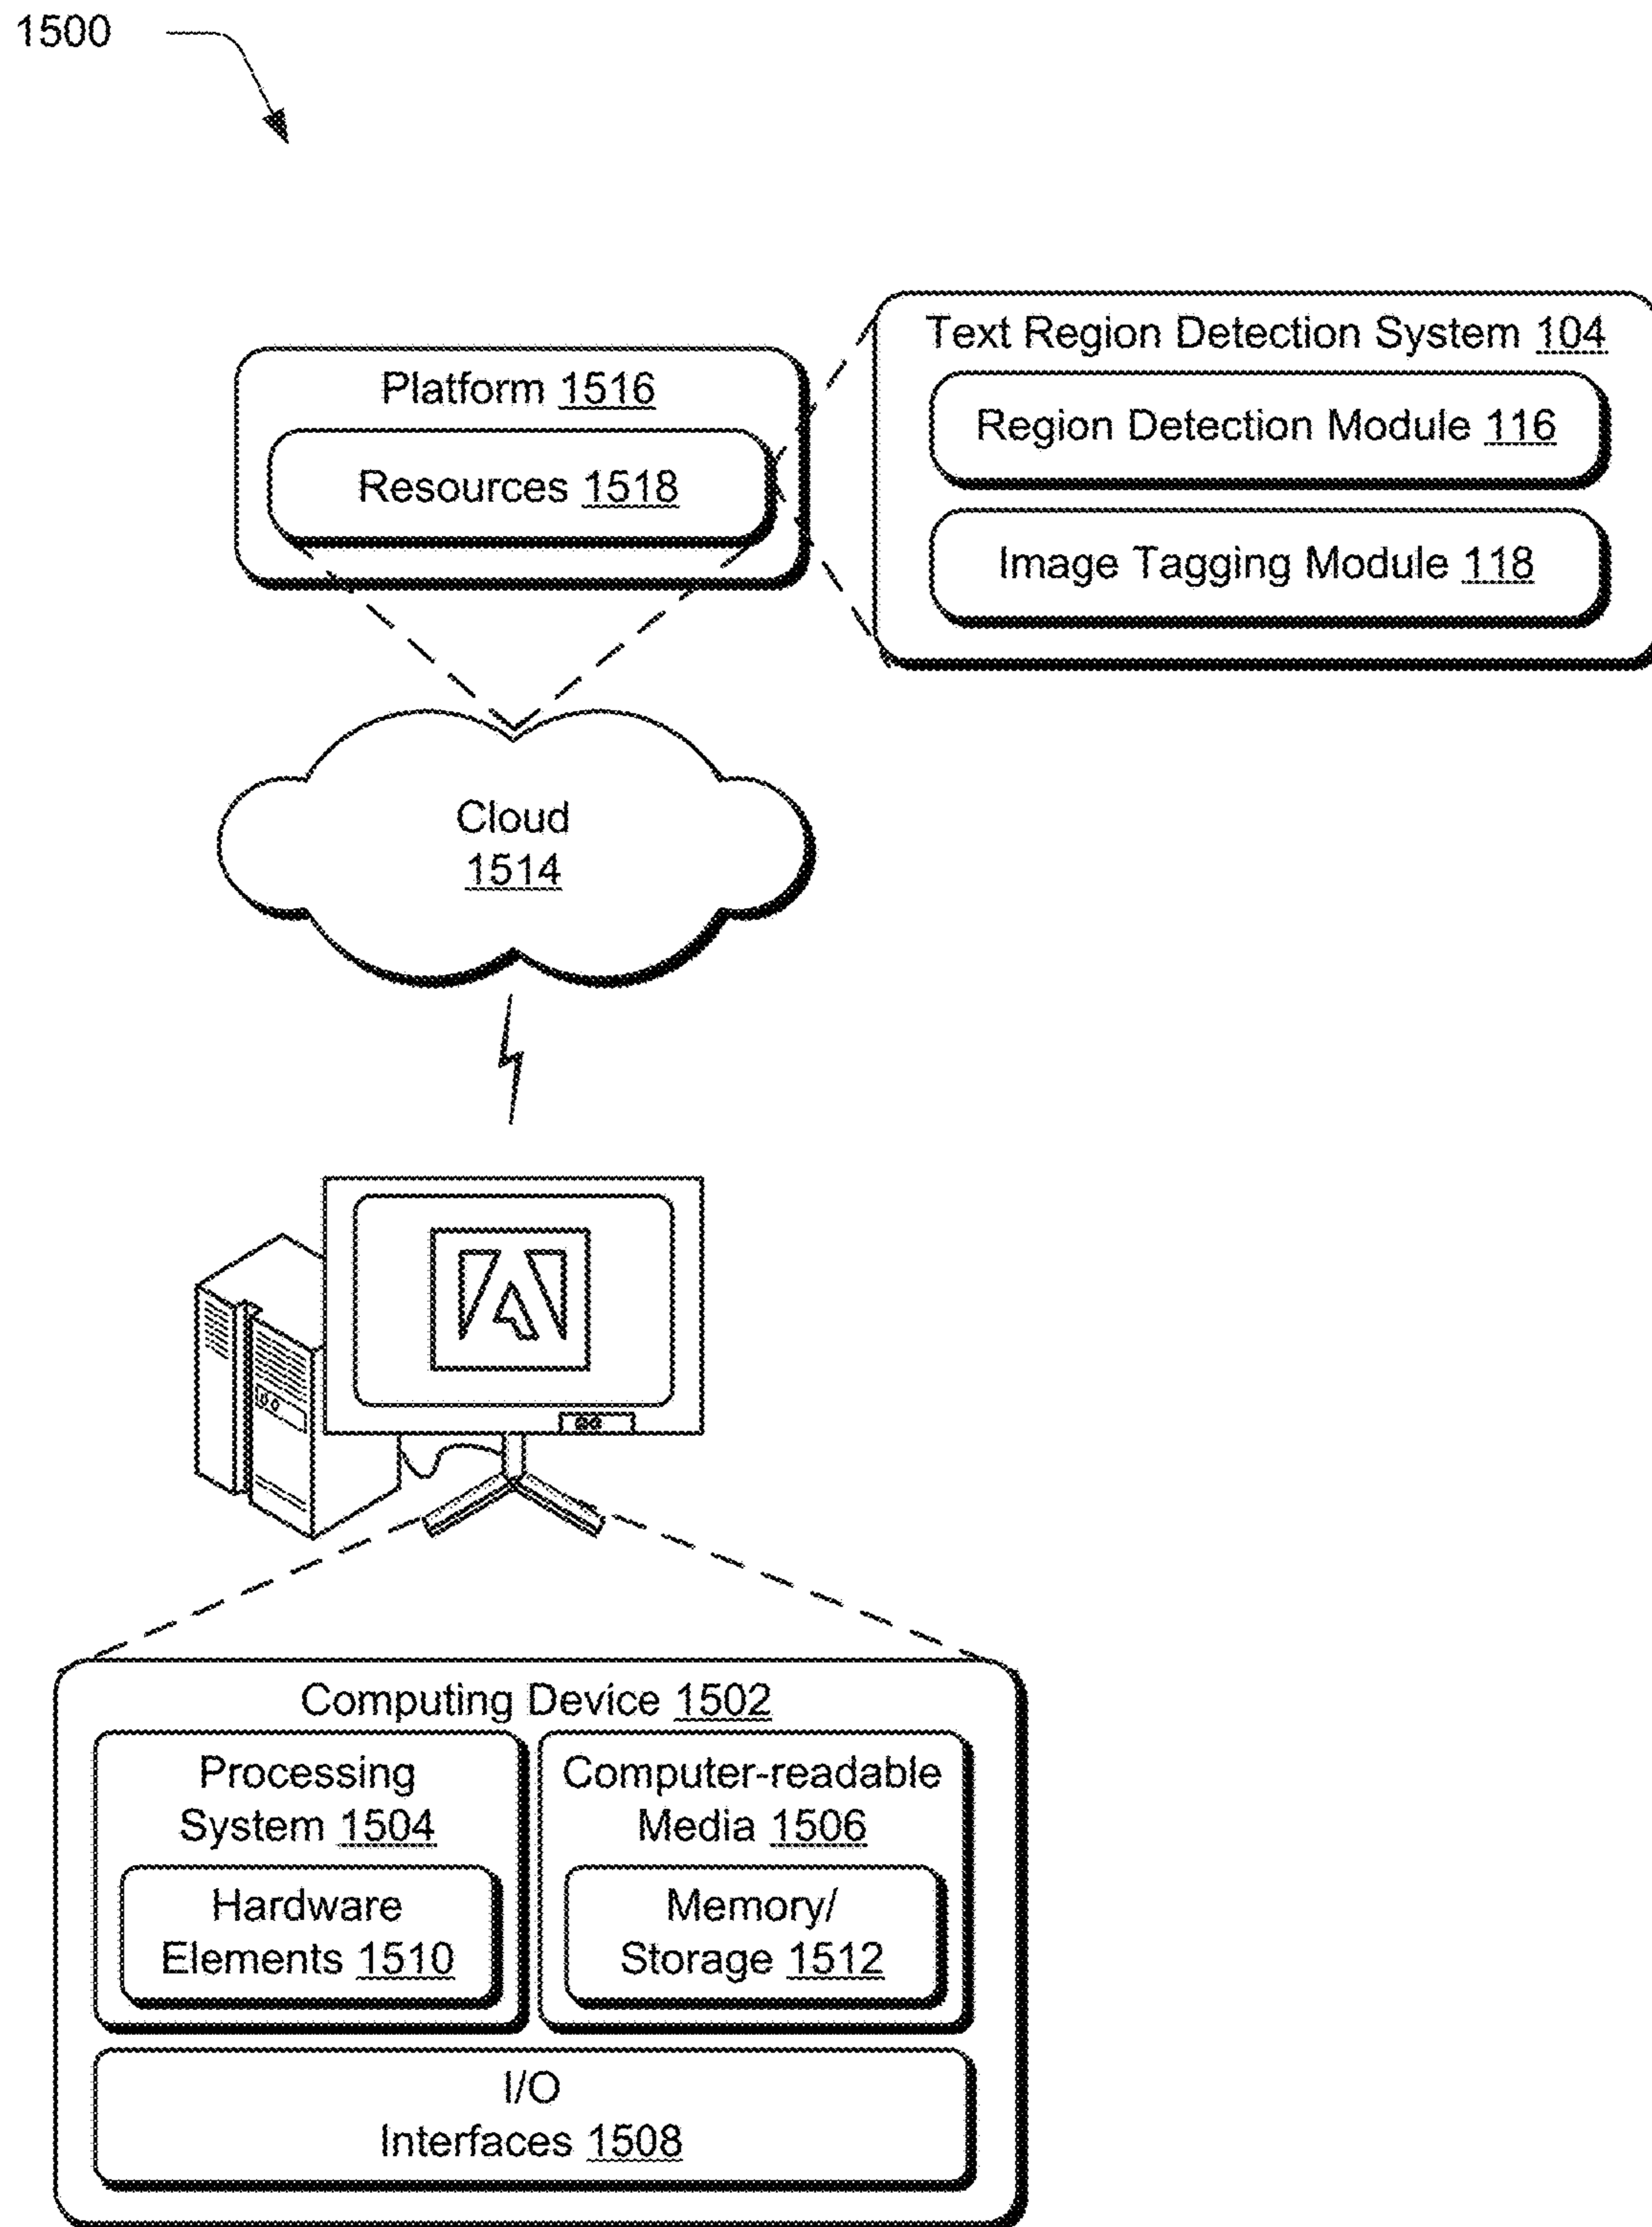 1500
Platform 1516
Resources 1518
Text Region Detection System 104
Region Detection Module 116
Image Tagging Module 118
Cloud
1514
Computing Device 1502
Processing
System 1504
Hardware
Elements 1510
Computer-readable
Media 1506
Memory/
Storage 1512
I/O
Interfaces 1508